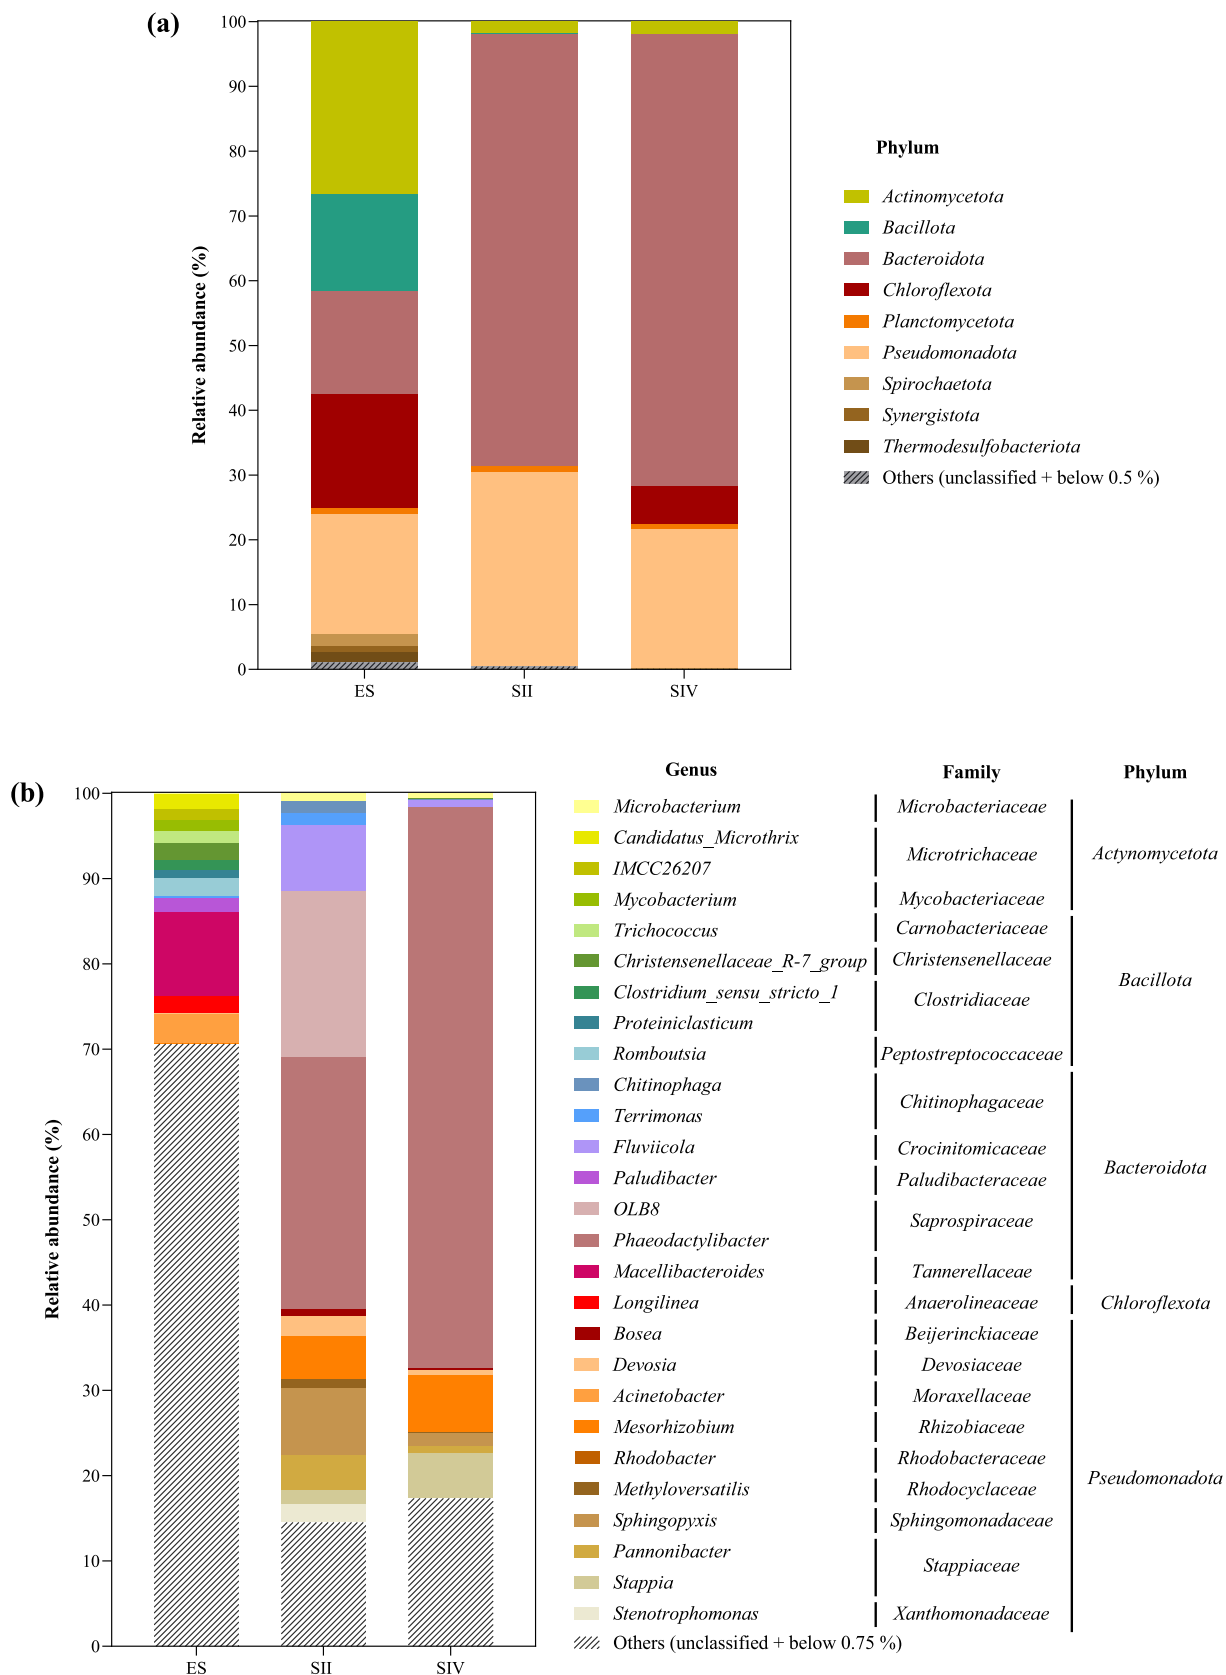 (a)
Relative abundance (%)
100
90
80
70
60
50
40
30
20
10
0
ES SII SIV
Phylum
Actinomycetota
Bacillota
Bacteroidota
Chloroflexota
Planctomycetota
Pseudomonadota
Spirochaetota
Synergistota
Thermodesulfobacteriota
Others (unclassified + below 0.5 %)
(b)
Relative abundance (%)
100
90
80
70
60
50
40
30
20
10
0
ES SII SIV
Genus
Microbacterium
Candidatus_Microthrix
IMCC26207
Mycobacterium
Trichococcus
Christensenellaceae_R-7_group
Clostridium_sensu_stricto_1
Proteiniclasticum
Romboutsia
Chitinophaga
Terrimonas
Fluviicola
Paludibacter
OLB8
Phaeodactylibacter
Macellibacteroides
Longilinea
Bosea
Devosia
Acinetobacter
Mesorhizobium
Rhodobacter
Methyloversatilis
Sphingopyxis
Pannonibacter
Stappia
Stenotrophomonas
Others (unclassified + below 0.75 %)
Family
Microbacteriaceae
Microtrichaceae
Mycobacteriaceae
Carnobacteriaceae
Christensenellaceae
Clostridiaceae
Peptostreptococcaceae
Chitinophagaceae
Crocinitomicaceae
Paludibacteraceae
Saprospiraceae
Tannerellaceae
Anaerolineaceae
Beijerinckiaceae
Devosiaceae
Moraxellaceae
Rhizobiaceae
Rhodobacteraceae
Rhodocyclaceae
Sphingomonadaceae
Stappiaceae
Xanthomonadaceae
Phylum
Actynomycetota
Bacillota
Bacteroidota
Chloroflexota
Pseudomonadota